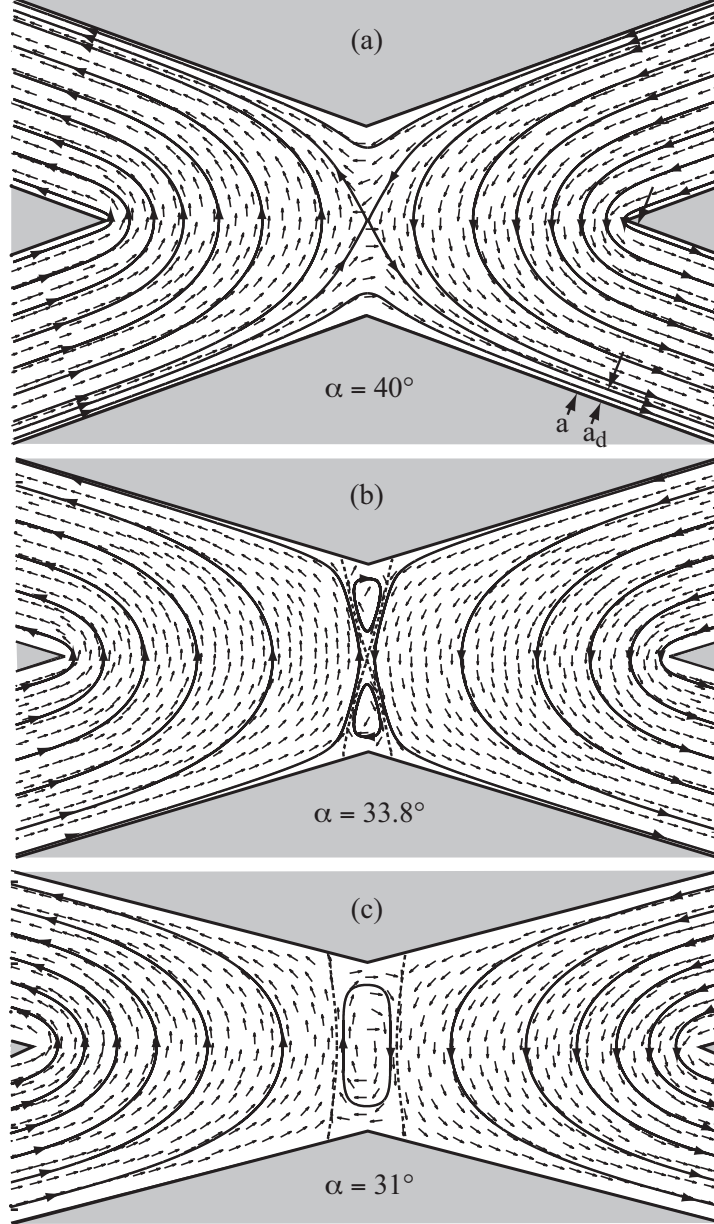 (a)
α = 40°
a
a_d
(b)
α = 33.8°
(c)
α = 31°